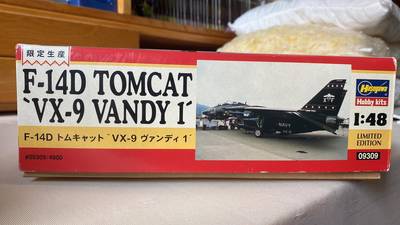 限定生産
F-14D TOMCAT
`VX-9 VANDY 1´
F-14D トムキャット `VX-9 ヴァンディ 1´
NAVY
Hasegawa
Hobby kits
1:48
LIMITED
EDITION
09309